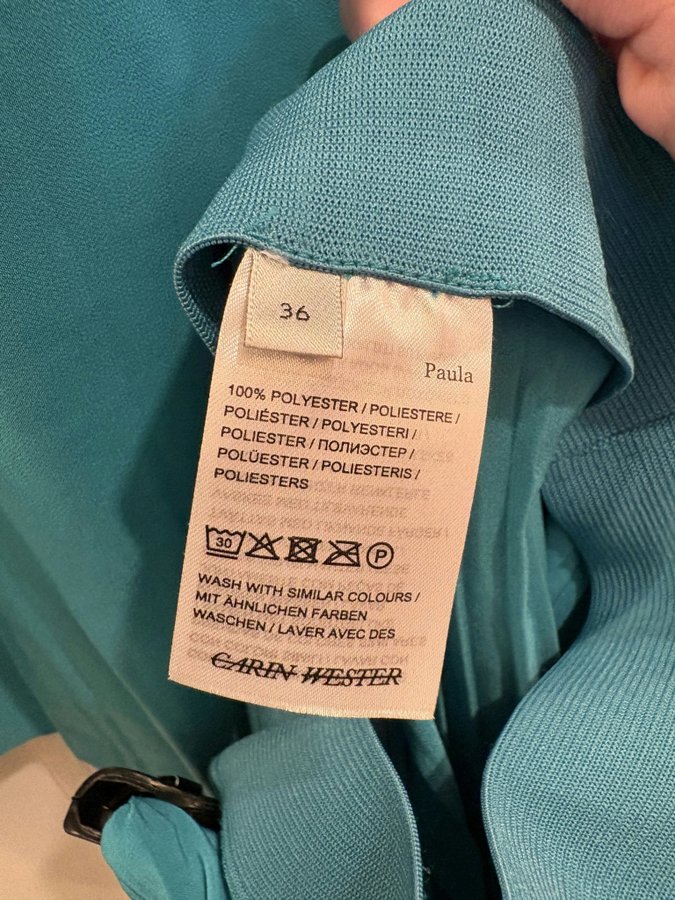 36
Paula
100% POLYESTER / POLIESTERE /
POLIÉSTER / POLYESTERI /
POLIESTER / ПОЛИЭСТЕР /
POLÜESTER / POLIESTERIS /
POLIESTERS
30
P
WASH WITH SIMILAR COLOURS /
MIT ÄHNLICHEN FARBEN
WASCHEN / LAVER AVEC DES
CARIN WESTER